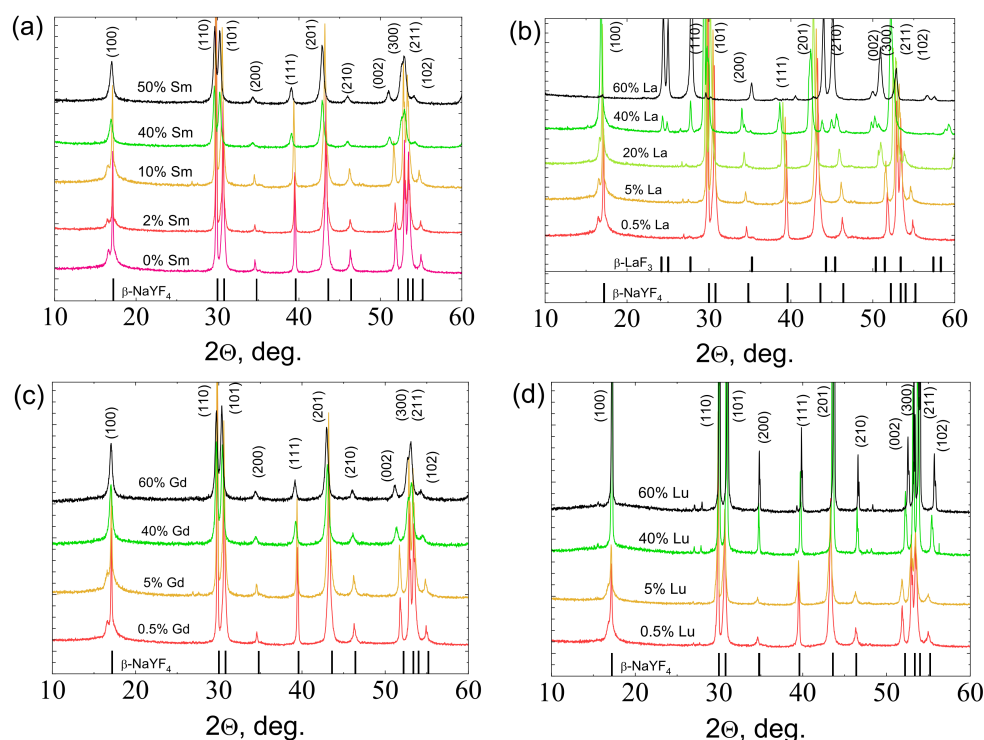 (a)
(100)
(110)
(101)
(200)
(111)
(201)
(210)
(002)
(300)
(211)
(102)
50% Sm
40% Sm
10% Sm
2% Sm
0% Sm
β-NaYF₄
10 20 30 40 50 60
2Θ, deg.
(b)
(100)
(110)
(101)
(200)
(111)
(201)
(210)
(002)
(300)
(211)
(102)
60% La
40% La
20% La
5% La
0.5% La
β-LaF₃
β-NaYF₄
10 20 30 40 50 60
2Θ, deg.
(c)
(100)
(110)
(101)
(200)
(111)
(201)
(210)
(002)
(300)
(211)
(102)
60% Gd
40% Gd
5% Gd
0.5% Gd
β-NaYF₄
10 20 30 40 50 60
2Θ, deg.
(d)
(100)
(110)
(101)
(200)
(111)
(201)
(210)
(002)
(300)
(211)
(102)
60% Lu
40% Lu
5% Lu
0.5% Lu
β-NaYF₄
10 20 30 40 50 60
2Θ, deg.